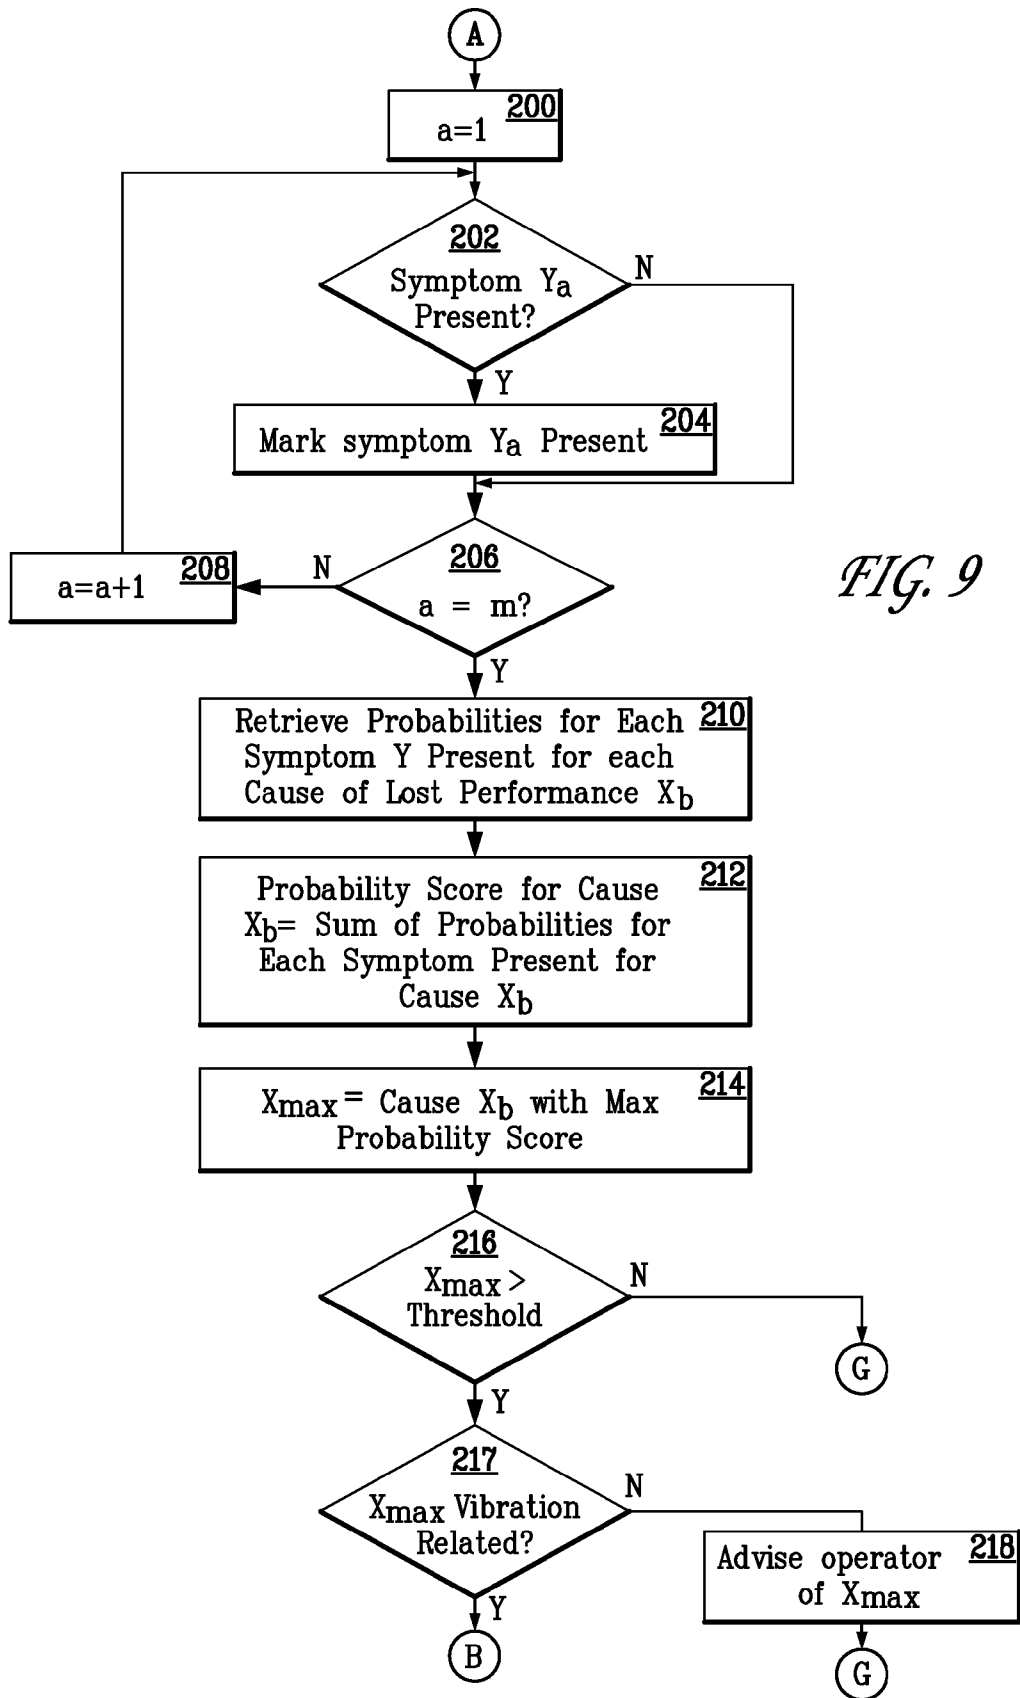 A
200
a=1
202
Symptom Ya
Present?
N
Y
204
Mark symptom Ya Present
206
a = m?
N
208
a=a+1
FIG. 9
Y
210
Retrieve Probabilities for Each
Symptom Y Present for each
Cause of Lost Performance Xb
212
Probability Score for Cause
Xb= Sum of Probabilities for
Each Symptom Present for
Cause Xb
214
Xmax = Cause Xb with Max
Probability Score
216
Xmax >
Threshold
N
G
Y
217
Xmax Vibration
Related?
N
218
Advise operator
of Xmax
Y
B
G